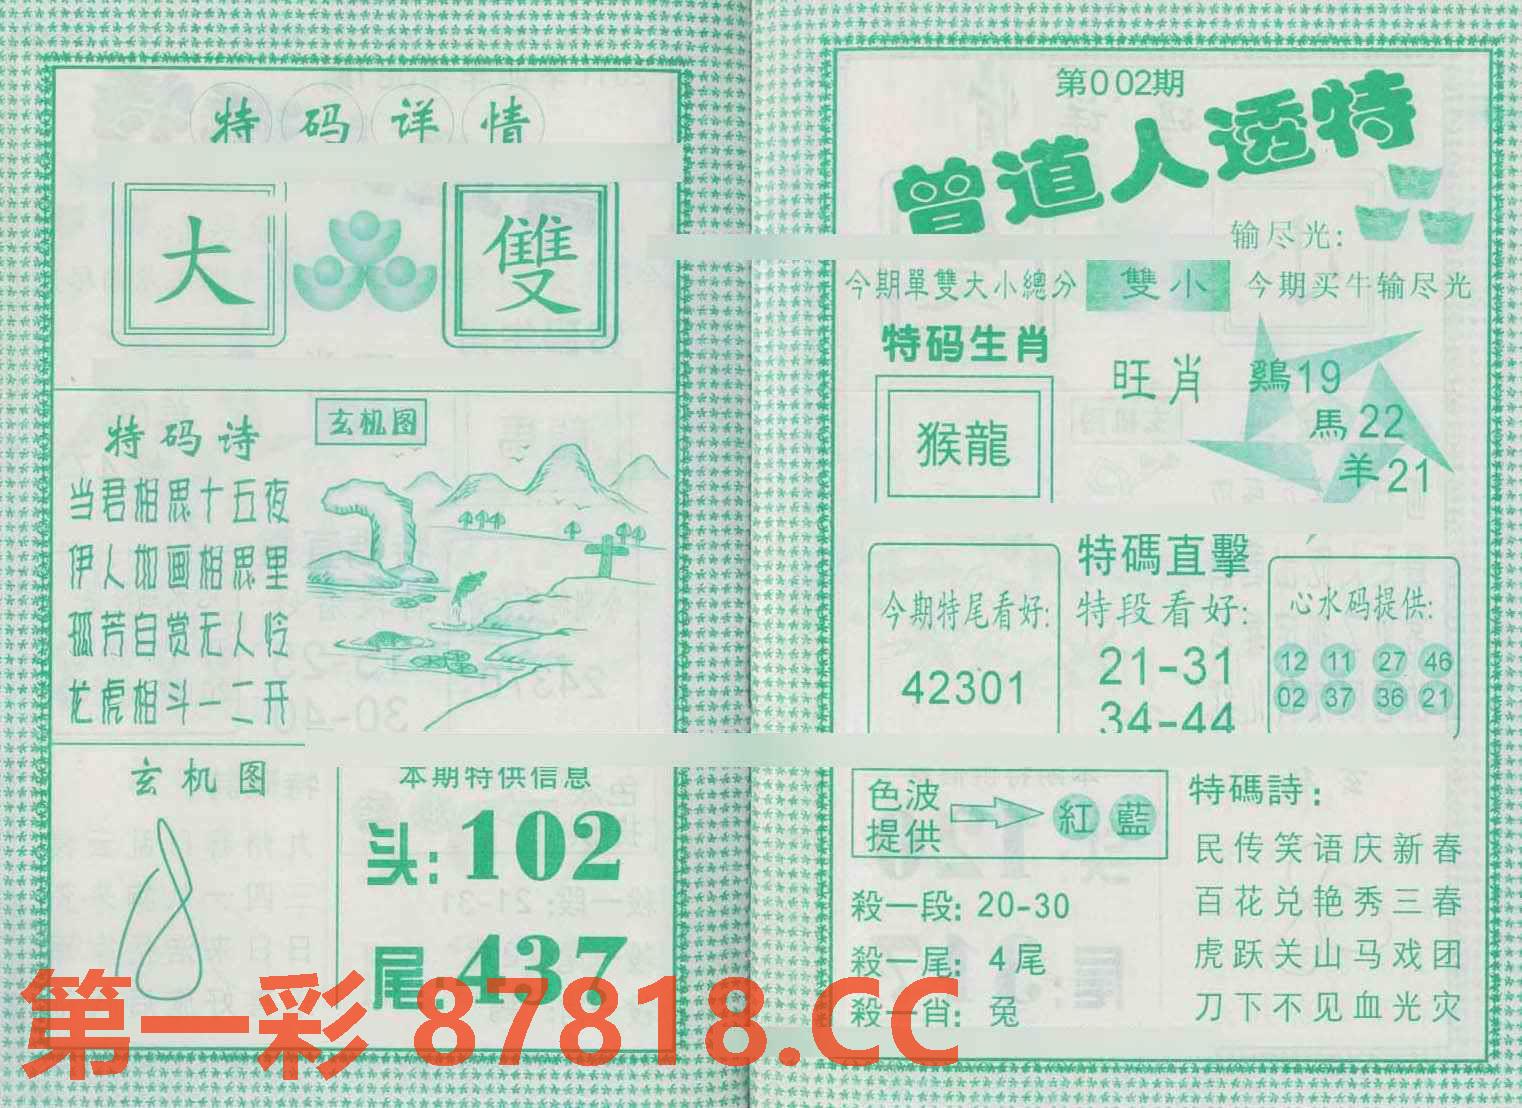 特码详情
大 雙
特码诗
当君相思十五夜
伊人如画相思里
孤芳自赏无人怜
龙虎相斗一二开
玄机图
玄机图
本期特供信息
头:102
尾:437
第002期
曾道人透特
输尽光:
今期單雙大小總分 雙小 今期买牛输尽光
特码生肖
猴龍
旺肖
鷄19
馬22
羊21
今期特尾看好:
42301
特碼直擊
特段看好:
21-31
34-44
心水码提供:
12 11 27 46
02 37 36 21
色波
提供
紅 藍
殺一段: 20-30
殺一尾: 4尾
殺一肖: 兔
特碼詩:
民传笑语庆新春
百花兑艳秀三春
虎跃关山马戏团
刀下不见血光灾
第一彩 87818.CC